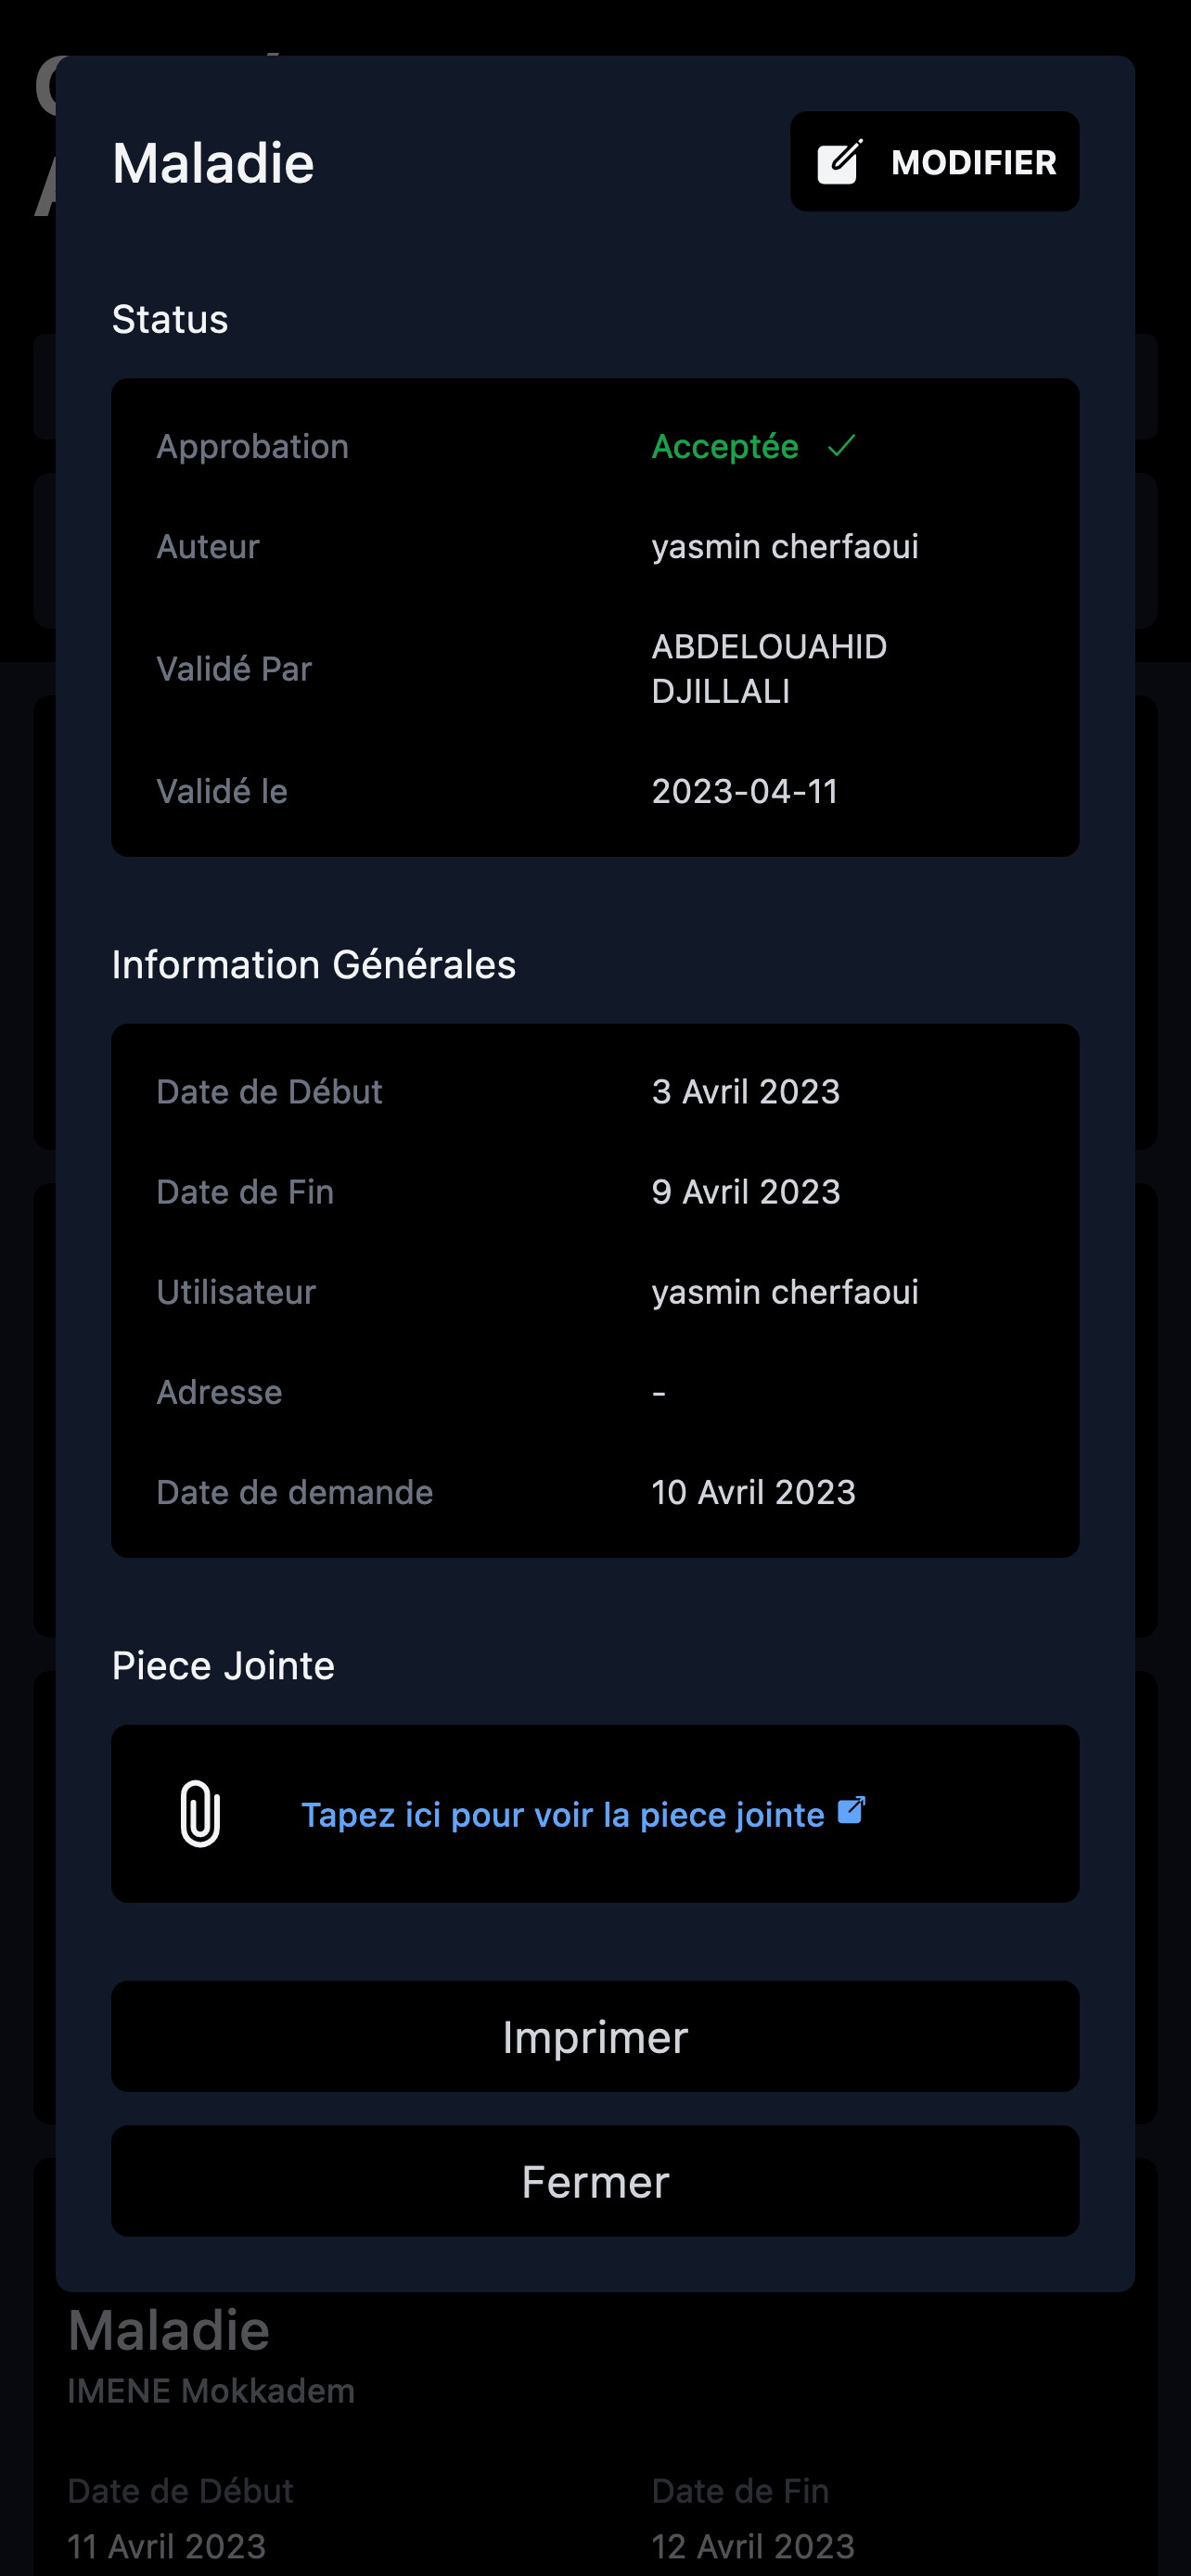 Maladie
MODIFIER
Status
Approbation Acceptée
Auteur yasmin cherfaoui
Validé Par ABDELOUAHID DJILLALI
Validé le 2023-04-11
Information Générales
Date de Début 3 Avril 2023
Date de Fin 9 Avril 2023
Utilisateur yasmin cherfaoui
Adresse -
Date de demande 10 Avril 2023
Piece Jointe
Tapez ici pour voir la piece jointe
Imprimer
Fermer
Maladie
IMENE Mokkadem
Date de Début Date de Fin
11 Avril 2023 12 Avril 2023